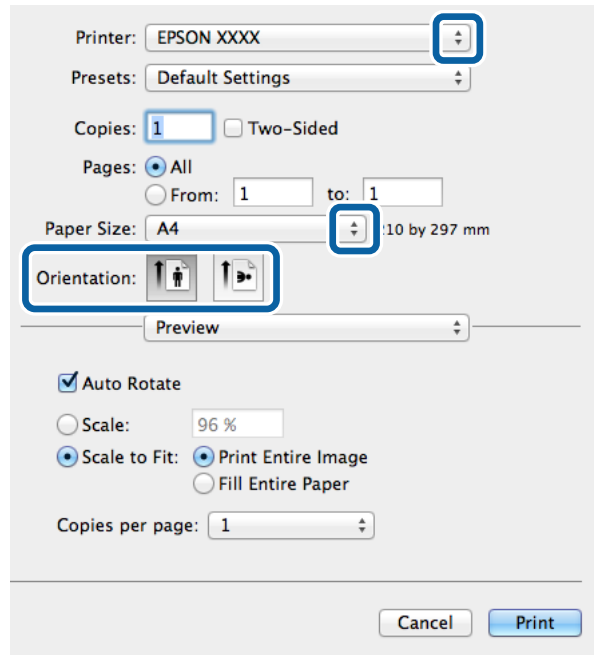 Printer: EPSON XXXX
Presets: Default Settings
Copies: 1 Two-Sided
Pages: All
From: 1 to: 1
Paper Size: A4 10 by 297 mm
Orientation:
Preview
Auto Rotate
Scale: 96 %
Scale to Fit: Print Entire Image
Fill Entire Paper
Copies per page: 1
Cancel Print